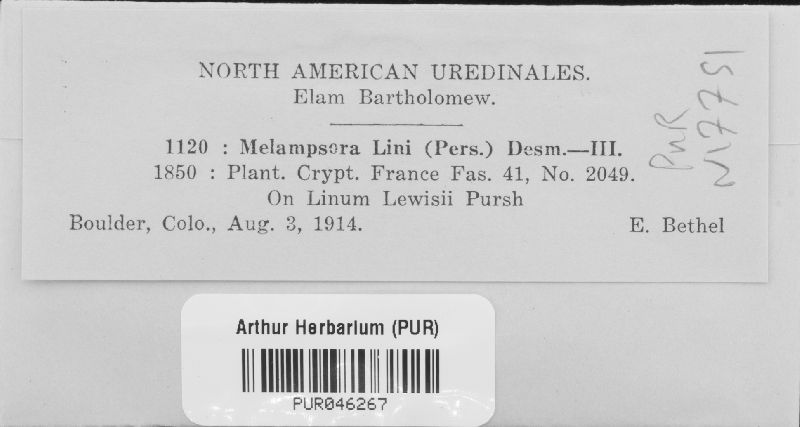 NORTH AMERICAN UREDINALES.
Elam Bartholomew.
1120 : Melampsora Lini (Pers.) Desm.—III.
1850 : Plant. Crypt. France Fas. 41, No. 2049.
On Linum Lewisii Pursh
Boulder, Colo., Aug. 3, 1914. E. Bethel
PUR
Arthur Herbarium (PUR)
PUR046267